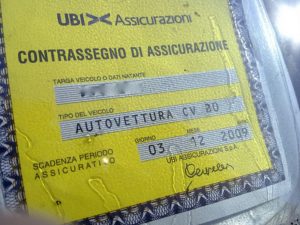 UBI Assicurazioni
CONTRASSEGNO DI ASSICURAZIONE
TARGA VEICOLO O DATI NATANTE
TIPO DEL VEICOLO
AUTOVETTURA CV 20
GIORNO MESE
SCADENZA PERIODO ASSICURATIVO
03 12 2009
UBI ASSICURAZIONI S.p.A.